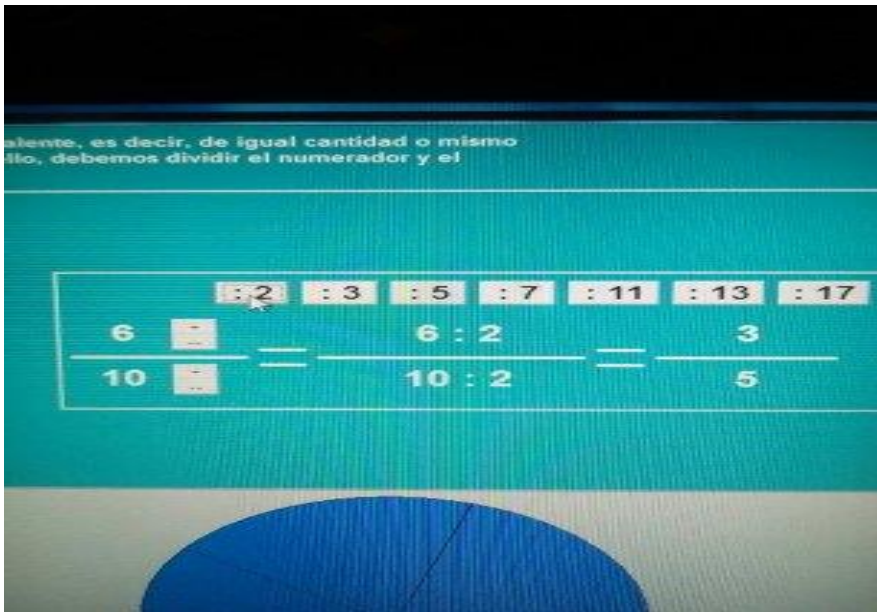 alente, es decir, de igual cantidad o mismo
llo, debemos dividir el numerador y el
: 2 : 3 : 5 : 7 : 11 : 13 : 17
6 6 : 2 3
= =
10 10 : 2 5